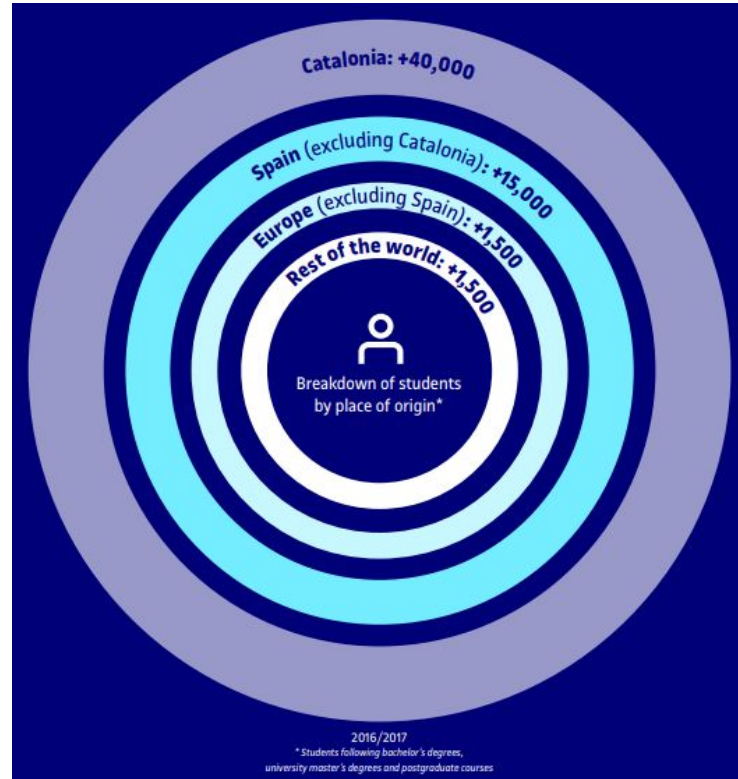 Catalonia: +40,000
Spain (excluding Catalonia): +15,000
Europe (excluding Spain): +1,500
Rest of the world: +1,500
Breakdown of students
by place of origin*
2016/2017
* Students following bachelor's degrees,
university master's degrees and postgraduate courses